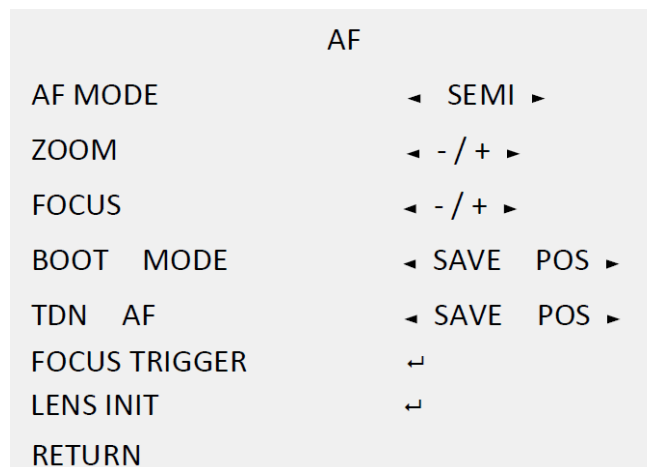 AF
AF MODE ◄ SEMI ►
ZOOM ◄ - / + ►
FOCUS ◄ - / + ►
BOOT MODE ◄ SAVE POS ►
TDN AF ◄ SAVE POS ►
FOCUS TRIGGER ↵
LENS INIT ↵
RETURN